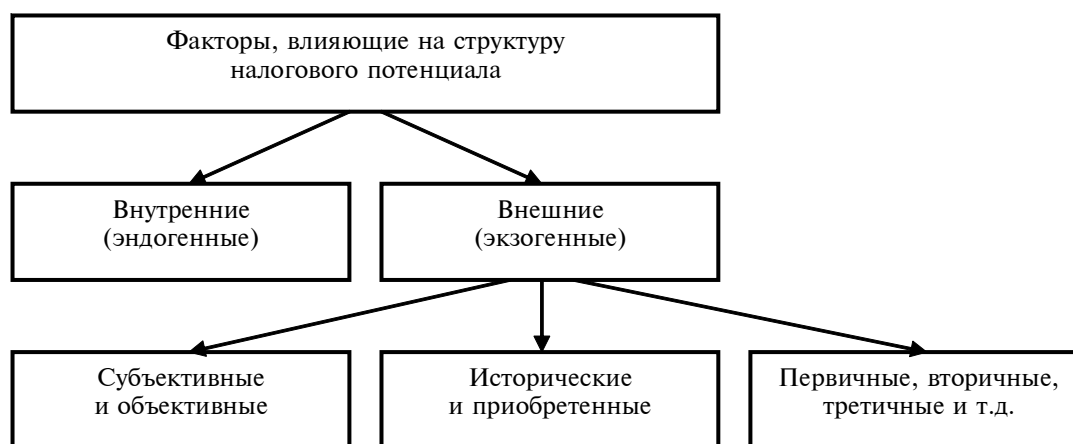 Факторы, влияющие на структуру
налогового потенциала
Внутренние
(эндогенные)
Внешние
(экзогенные)
Субъективные
и объективные
Исторические
и приобретенные
Первичные, вторичные,
третичные и т.д.